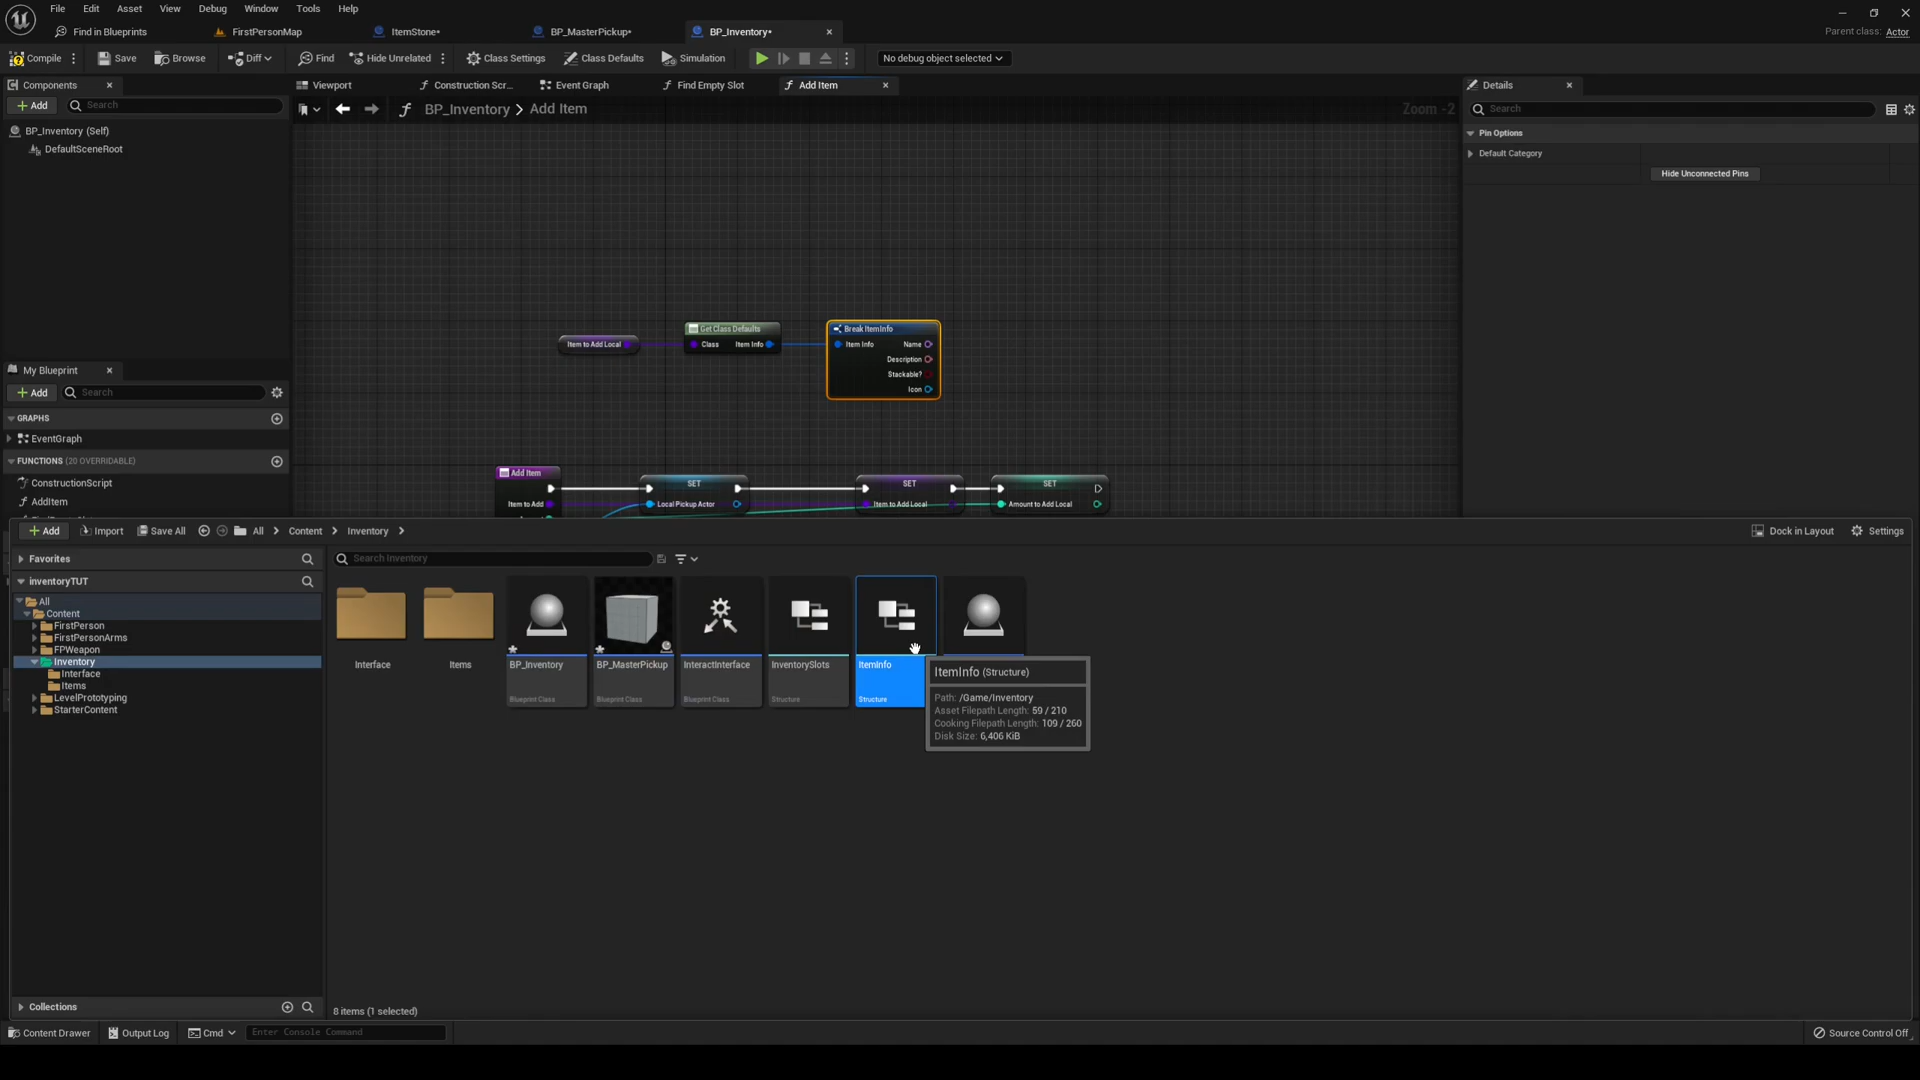 File Edit Asset View Debug Window Tools Help
Find in Blueprints FirstPersonMap ItemStone* BP_MasterPickup* BP_Inventory*
Parent class: Actor
Compile Save Browse Diff Find Hide Unrelated Class Settings Class Defaults Simulation No debug object selected
Components
Viewport Construction Scr... Event Graph Find Empty Slot Add Item
Details
Add Search
BP_Inventory > Add Item
Zoom -2
Search
BP_Inventory (Self)
DefaultSceneRoot
Pin Options
Default Category
Hide Unconnected Pins
Item to Add Local
Get Class Defaults
Class Item Info
Break ItemInfo
Item Info Name
Description
Stackable?
Icon
My Blueprint
Add Search
GRAPHS
EventGraph
FUNCTIONS (20 OVERRIDABLE)
ConstructionScript
AddItem
Add Item
Item to Add
SET
Local Pickup Actor
SET
Item to Add Local
SET
Amount to Add Local
Add Import Save All All Content Inventory
Dock in Layout Settings
Favorites
Search Inventory
inventoryTUT
All
Content
FirstPerson
FirstPersonArms
FPWeapon
Inventory
Interface
Items
LevelPrototyping
StarterContent
Interface
Items
BP_Inventory
Blueprint Class
BP_MasterPickup
Blueprint Class
InteractInterface
Blueprint Class
InventorySlots
Structure
ItemInfo
Structure
ItemInfo (Structure)
Path: /Game/Inventory
Asset Filepath Length: 59 / 210
Cooking Filepath Length: 109 / 260
Disk Size: 6,406 KiB
Collections
8 items (1 selected)
Content Drawer Output Log Cmd Enter Console Command
Source Control Off